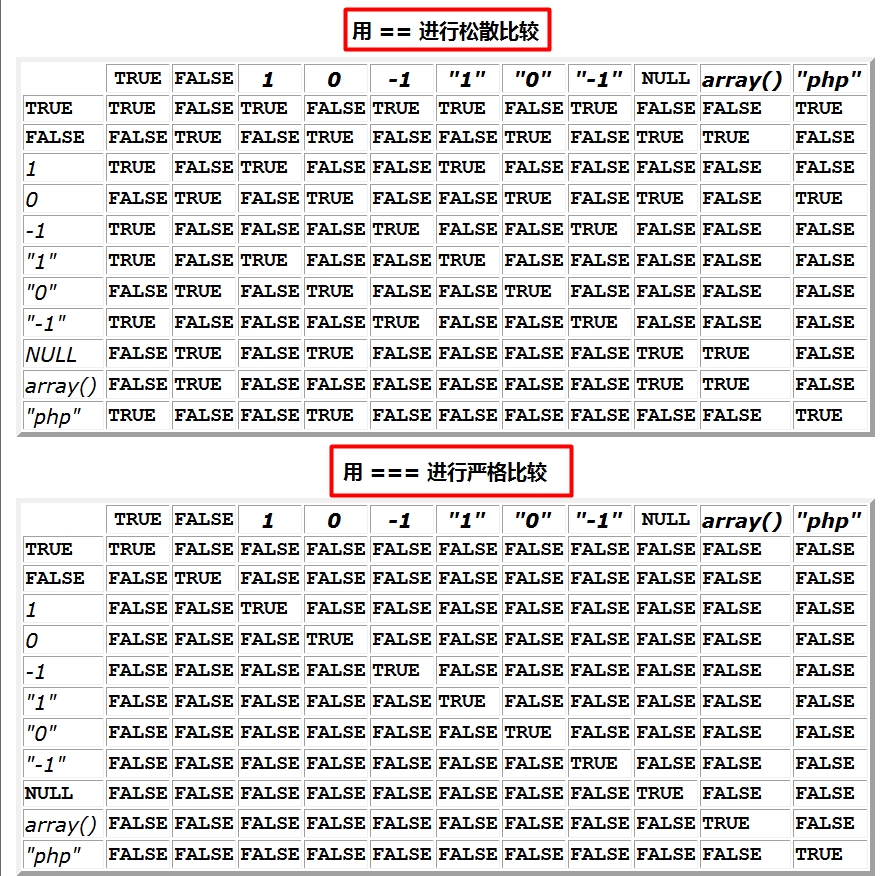 用 == 进行松散比较
TRUE FALSE 1 0 -1 "1" "0" "-1" NULL array() "php"
TRUE TRUE FALSE TRUE FALSE TRUE TRUE FALSE TRUE FALSE FALSE TRUE
FALSE FALSE TRUE FALSE TRUE FALSE FALSE TRUE FALSE TRUE TRUE FALSE
1 TRUE FALSE TRUE FALSE FALSE TRUE FALSE FALSE FALSE FALSE FALSE
0 FALSE TRUE FALSE TRUE FALSE FALSE TRUE FALSE TRUE FALSE TRUE
-1 TRUE FALSE FALSE FALSE TRUE FALSE FALSE TRUE FALSE FALSE FALSE
"1" TRUE FALSE TRUE FALSE FALSE TRUE FALSE FALSE FALSE FALSE FALSE
"0" FALSE TRUE FALSE TRUE FALSE FALSE TRUE FALSE FALSE FALSE FALSE
"-1" TRUE FALSE FALSE FALSE TRUE FALSE FALSE TRUE FALSE FALSE FALSE
NULL FALSE TRUE FALSE TRUE FALSE FALSE FALSE FALSE TRUE TRUE FALSE
array() FALSE TRUE FALSE FALSE FALSE FALSE FALSE FALSE TRUE TRUE FALSE
"php" TRUE FALSE FALSE TRUE FALSE FALSE FALSE FALSE FALSE FALSE TRUE
用 === 进行严格比较
TRUE FALSE 1 0 -1 "1" "0" "-1" NULL array() "php"
TRUE TRUE FALSE FALSE FALSE FALSE FALSE FALSE FALSE FALSE FALSE FALSE
FALSE FALSE TRUE FALSE FALSE FALSE FALSE FALSE FALSE FALSE FALSE FALSE
1 FALSE FALSE TRUE FALSE FALSE FALSE FALSE FALSE FALSE FALSE FALSE
0 FALSE FALSE FALSE TRUE FALSE FALSE FALSE FALSE FALSE FALSE FALSE
-1 FALSE FALSE FALSE FALSE TRUE FALSE FALSE FALSE FALSE FALSE FALSE
"1" FALSE FALSE FALSE FALSE FALSE TRUE FALSE FALSE FALSE FALSE FALSE
"0" FALSE FALSE FALSE FALSE FALSE FALSE TRUE FALSE FALSE FALSE FALSE
"-1" FALSE FALSE FALSE FALSE FALSE FALSE FALSE TRUE FALSE FALSE FALSE
NULL FALSE FALSE FALSE FALSE FALSE FALSE FALSE FALSE TRUE FALSE FALSE
array() FALSE FALSE FALSE FALSE FALSE FALSE FALSE FALSE FALSE TRUE FALSE
"php" FALSE FALSE FALSE FALSE FALSE FALSE FALSE FALSE FALSE FALSE TRUE